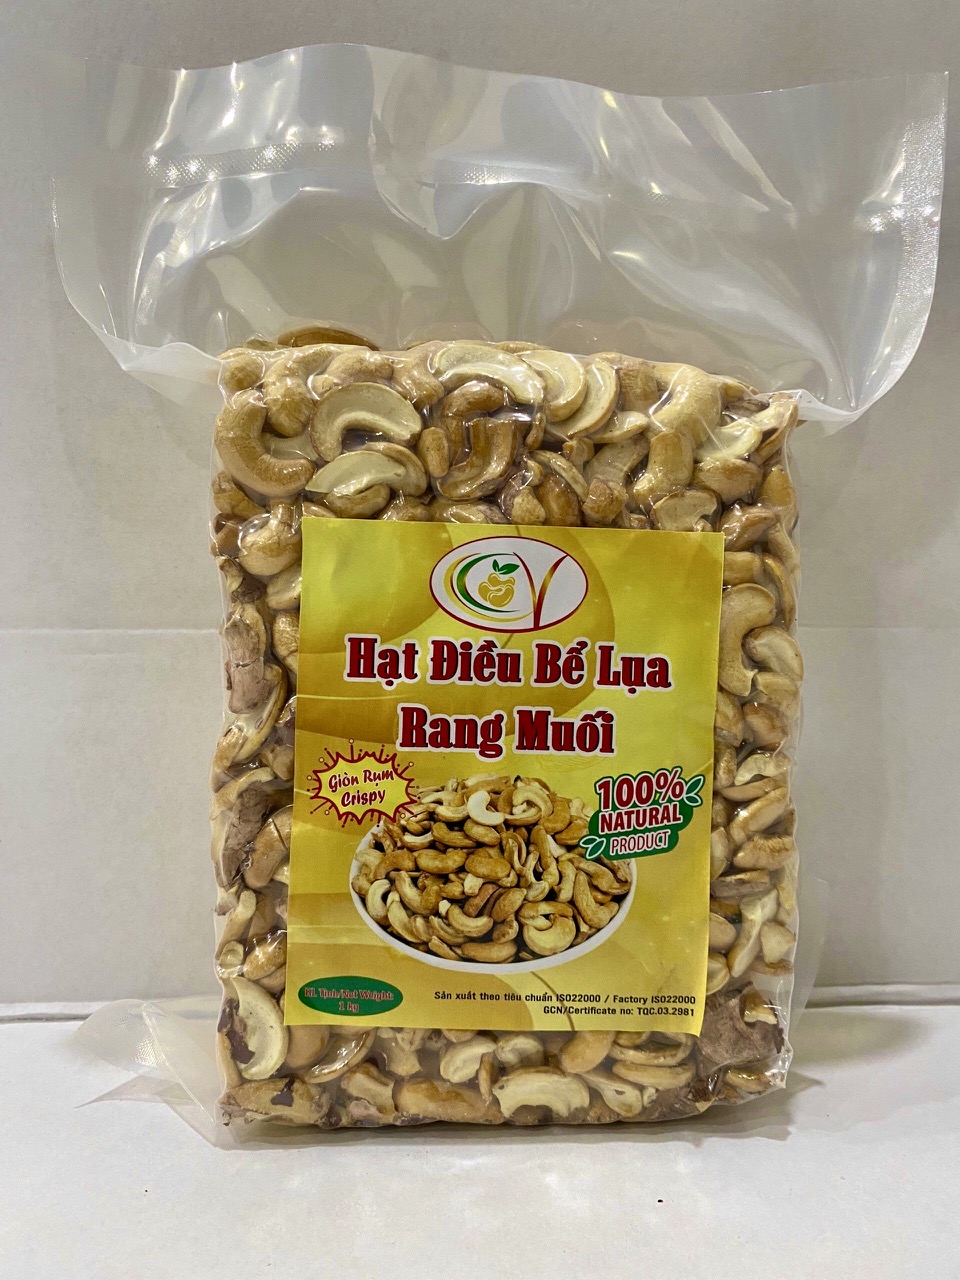 CV
Hạt Điều Bể Lụa
Rang Muối
Giòn Rụm
Crispy
100%
NATURAL
PRODUCT
KL Tịnh/Net Weight:
1 kg
Sản xuất theo tiêu chuẩn ISO22000 / Factory ISO22000
GCN/Certificate no: TQC.03.2981